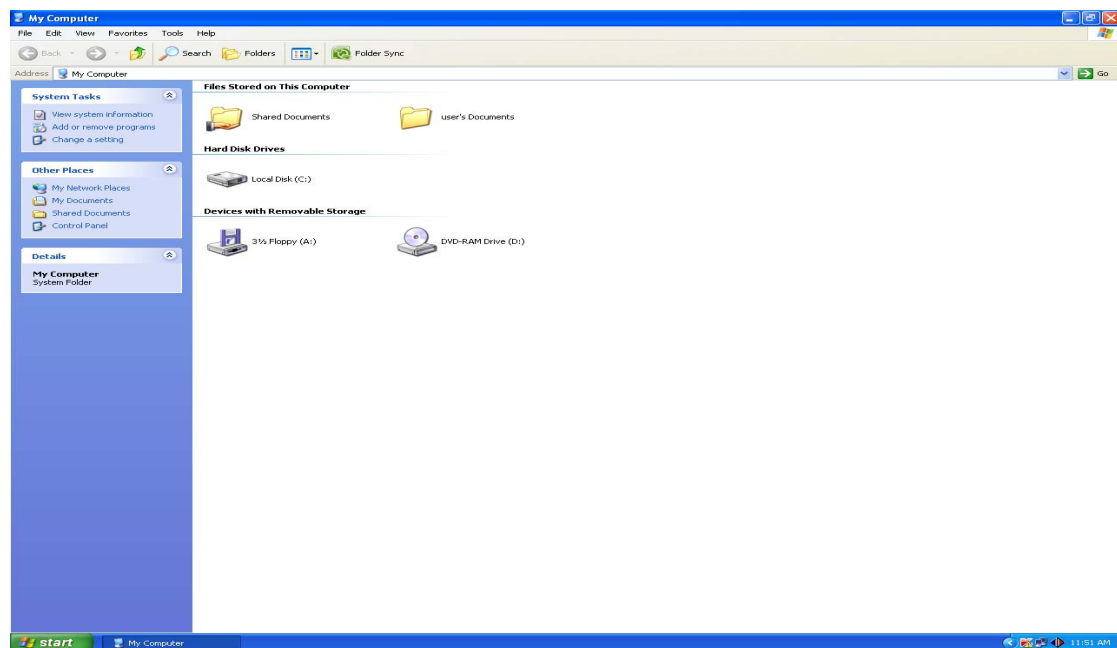 My Computer
File Edit View Favorites Tools Help
Back Search Folders Folder Sync
Address My Computer Go
System Tasks
View system information
Add or remove programs
Change a setting
Other Places
My Network Places
My Documents
Shared Documents
Control Panel
Details
My Computer
System Folder
Files Stored on This Computer
Shared Documents user's Documents
Hard Disk Drives
Local Disk (C:)
Devices with Removable Storage
3½ Floppy (A:) DVD-RAM Drive (D:)
start My Computer 11:51 AM